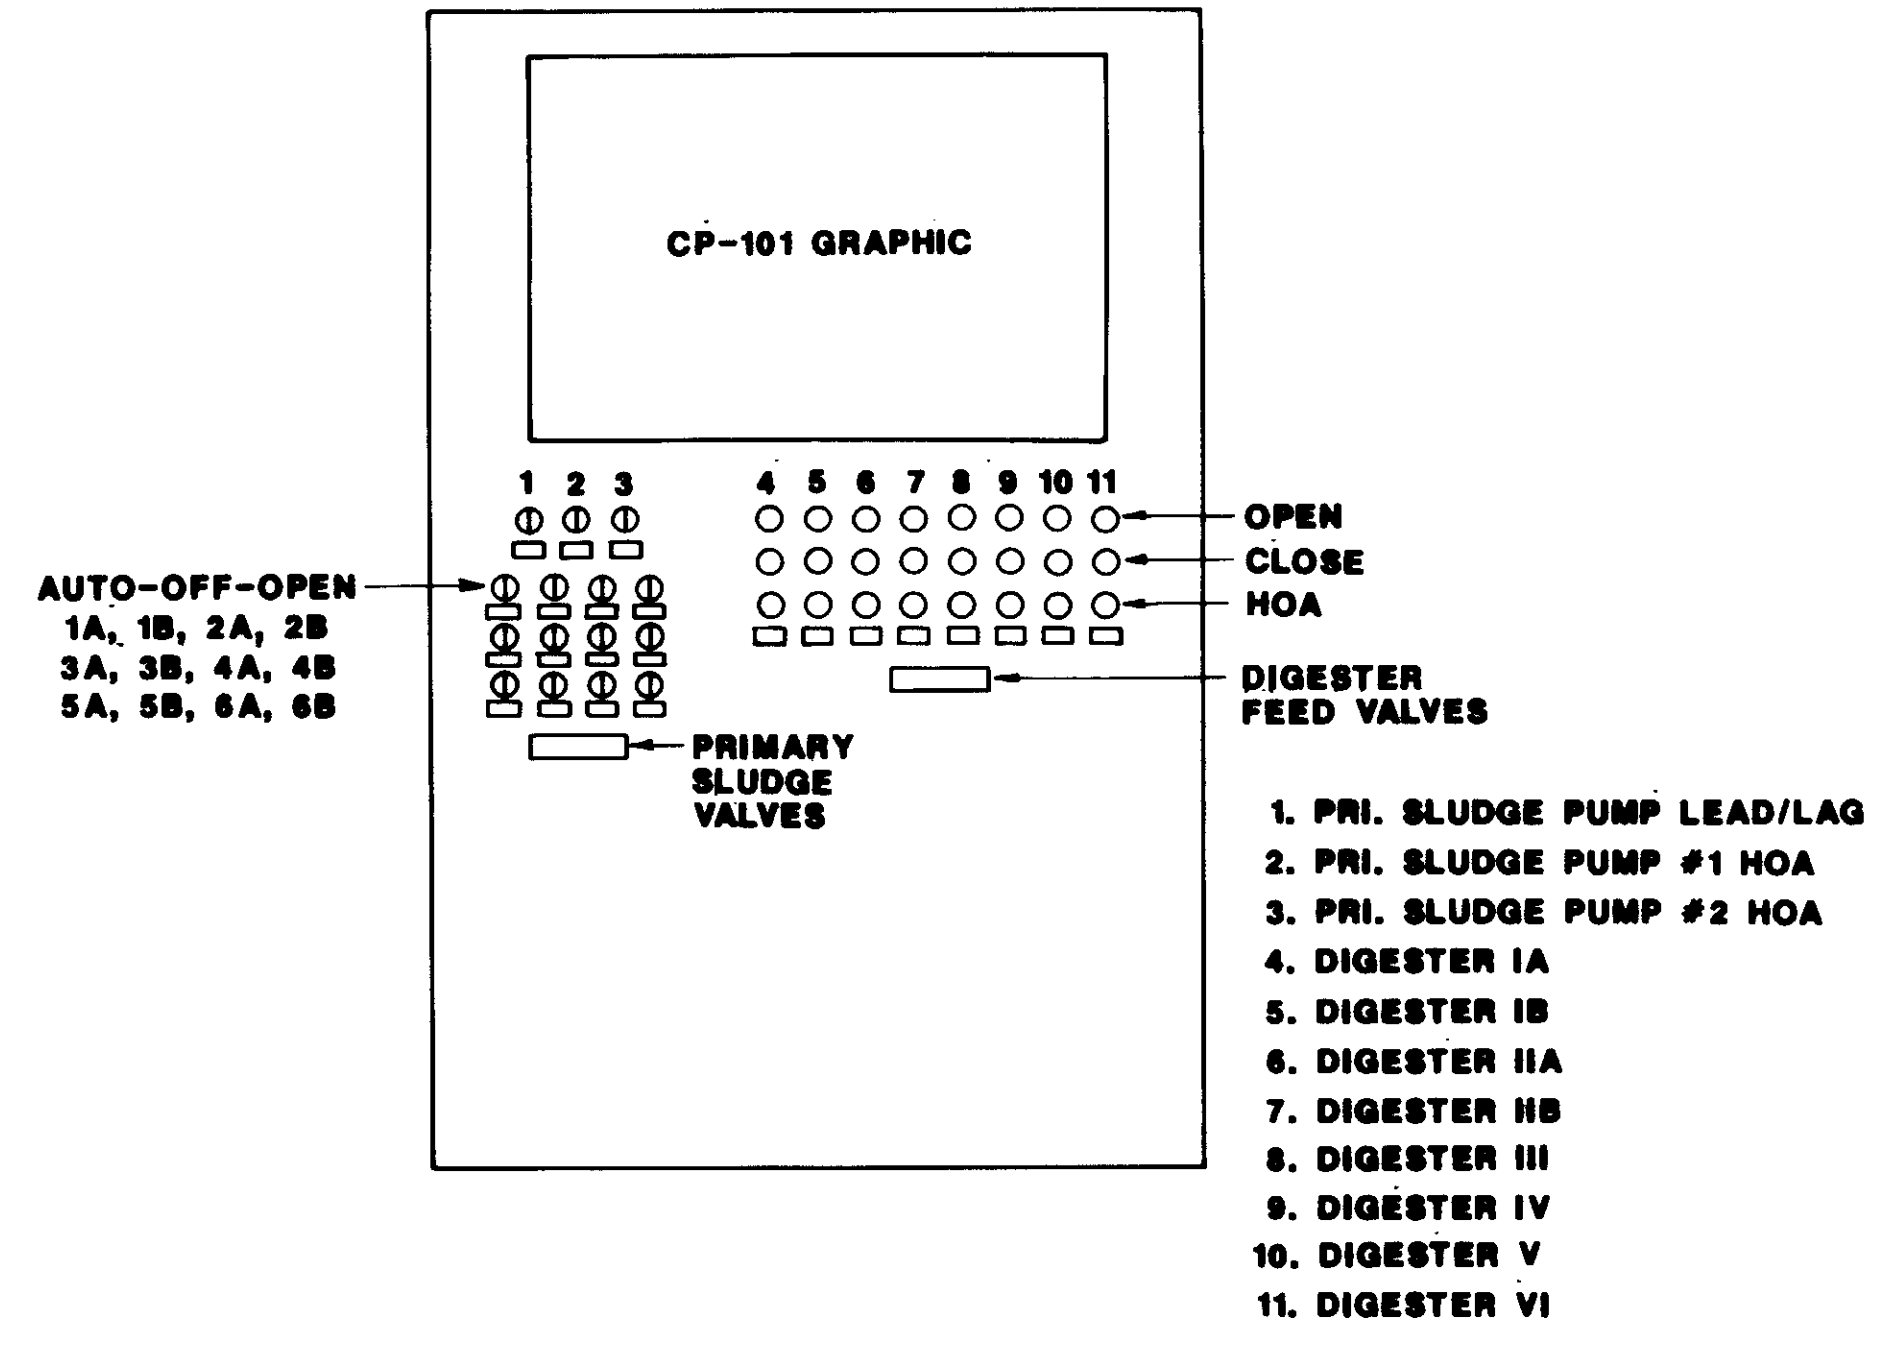 CP-101 GRAPHIC
1 2 3
4 5 6 7 8 9 10 11
OPEN
CLOSE
HOA
AUTO-OFF-OPEN
1A, 1B, 2A, 2B
3A, 3B, 4A, 4B
5A, 5B, 6A, 6B
DIGESTER
FEED VALVES
PRIMARY
SLUDGE
VALVES
1. PRI. SLUDGE PUMP LEAD/LAG
2. PRI. SLUDGE PUMP #1 HOA
3. PRI. SLUDGE PUMP #2 HOA
4. DIGESTER IA
5. DIGESTER IB
6. DIGESTER IIA
7. DIGESTER IIB
8. DIGESTER III
9. DIGESTER IV
10. DIGESTER V
11. DIGESTER VI